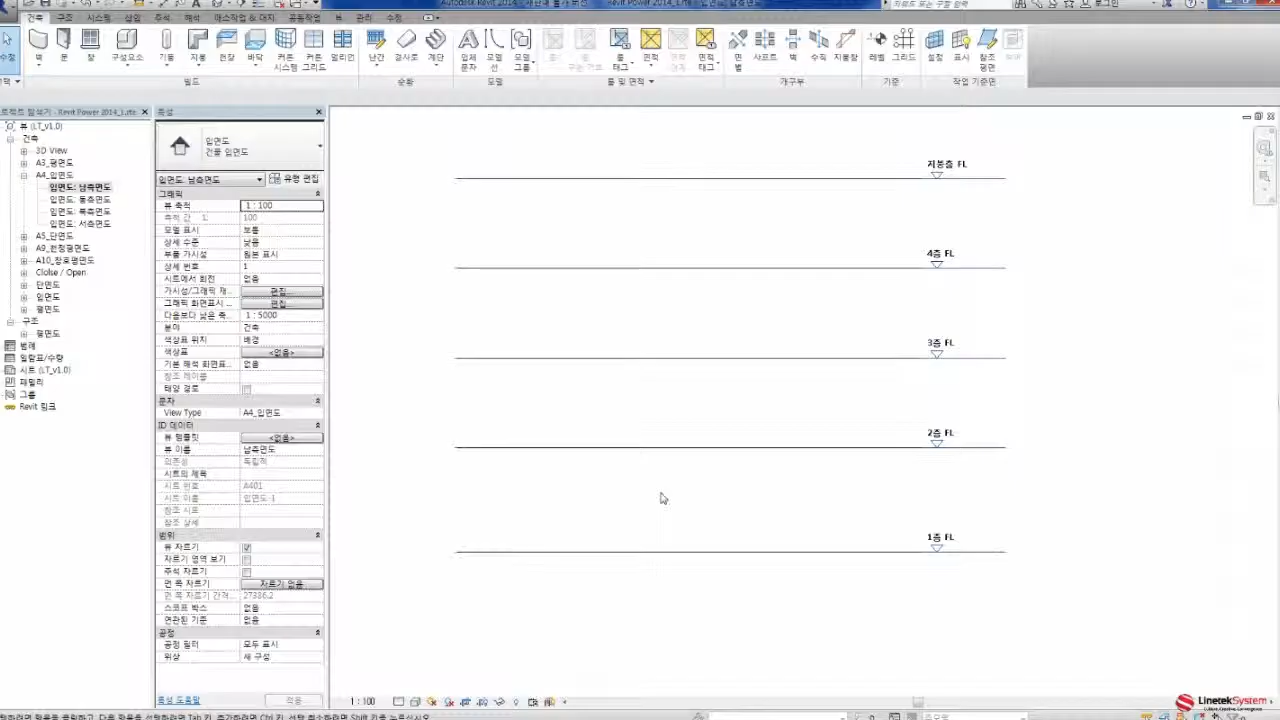 Autodesk Revit 2014 -
로그인
건축 구조 시스템 삽입 주석 해석 매스작업 & 대지 공동작업 뷰 관리 수정
수정 벽 문 창 구성요소 기둥 지붕 천장 바닥 커튼 시스템 커튼 그리드 멀리언 난간 경사로 계단 모델 선 모델 그룹 룸 태그 면적 면적 태그 면별 샤프트 벽 수직 지붕창 레벨 그리드 설정 표시 참조 평면
빌드 순환 모델 룸 및 면적 개구부 기준 작업 기준면
프로젝트 탐색기 - Revit Power 2014_Lite
뷰 (LT_v1.0)
건축
3D View
A3_평면도
A4_입면도
입면도: 남측면도
입면도: 동측면도
입면도: 북측면도
입면도: 서측면도
A5_단면도
A9_천정평면도
A10_창호평면도
Clolse / Open
단면도
입면도
평면도
구조
평면도
범례
일람표/수량
시트 (LT_v1.0)
패밀리
그룹
Revit 링크
특성
입면도
건물 입면도
입면도: 남측면도 유형 편집
그래픽
뷰 축척 1 : 100
축척 값 1: 100
모델 표시 보통
상세 수준 낮음
부품 가시성 원본 표시
상세 번호 1
시트에서 회전 없음
가시성/그래픽 재... 편집...
그래픽 화면표시 ... 편집...
다음보다 낮은 축... 1 : 5000
분야 건축
색상표 위치 배경
색상표 <없음>
기본 해석 화면표... 없음
참조 레이블
태양 경로
문자
View Type A4_입면도
ID 데이터
뷰 템플릿 <없음>
뷰 이름 남측면도
의존성 독립적
시트의 제목
시트 번호 A401
시트 이름 입면도-1
참조 시트
참조 상세
범위
뷰 자르기
자르기 영역 보기
주석 자르기
먼 쪽 자르기 자르기 없음
먼 쪽 자르기 간격... 27386.2
스코프 박스 없음
연관된 기준 없음
공정
공정 필터 모두 표시
위상 새 구성
특성 도움말 적용
지붕층 FL
4층 FL
3층 FL
2층 FL
1층 FL
1 : 100
LinetekSystem